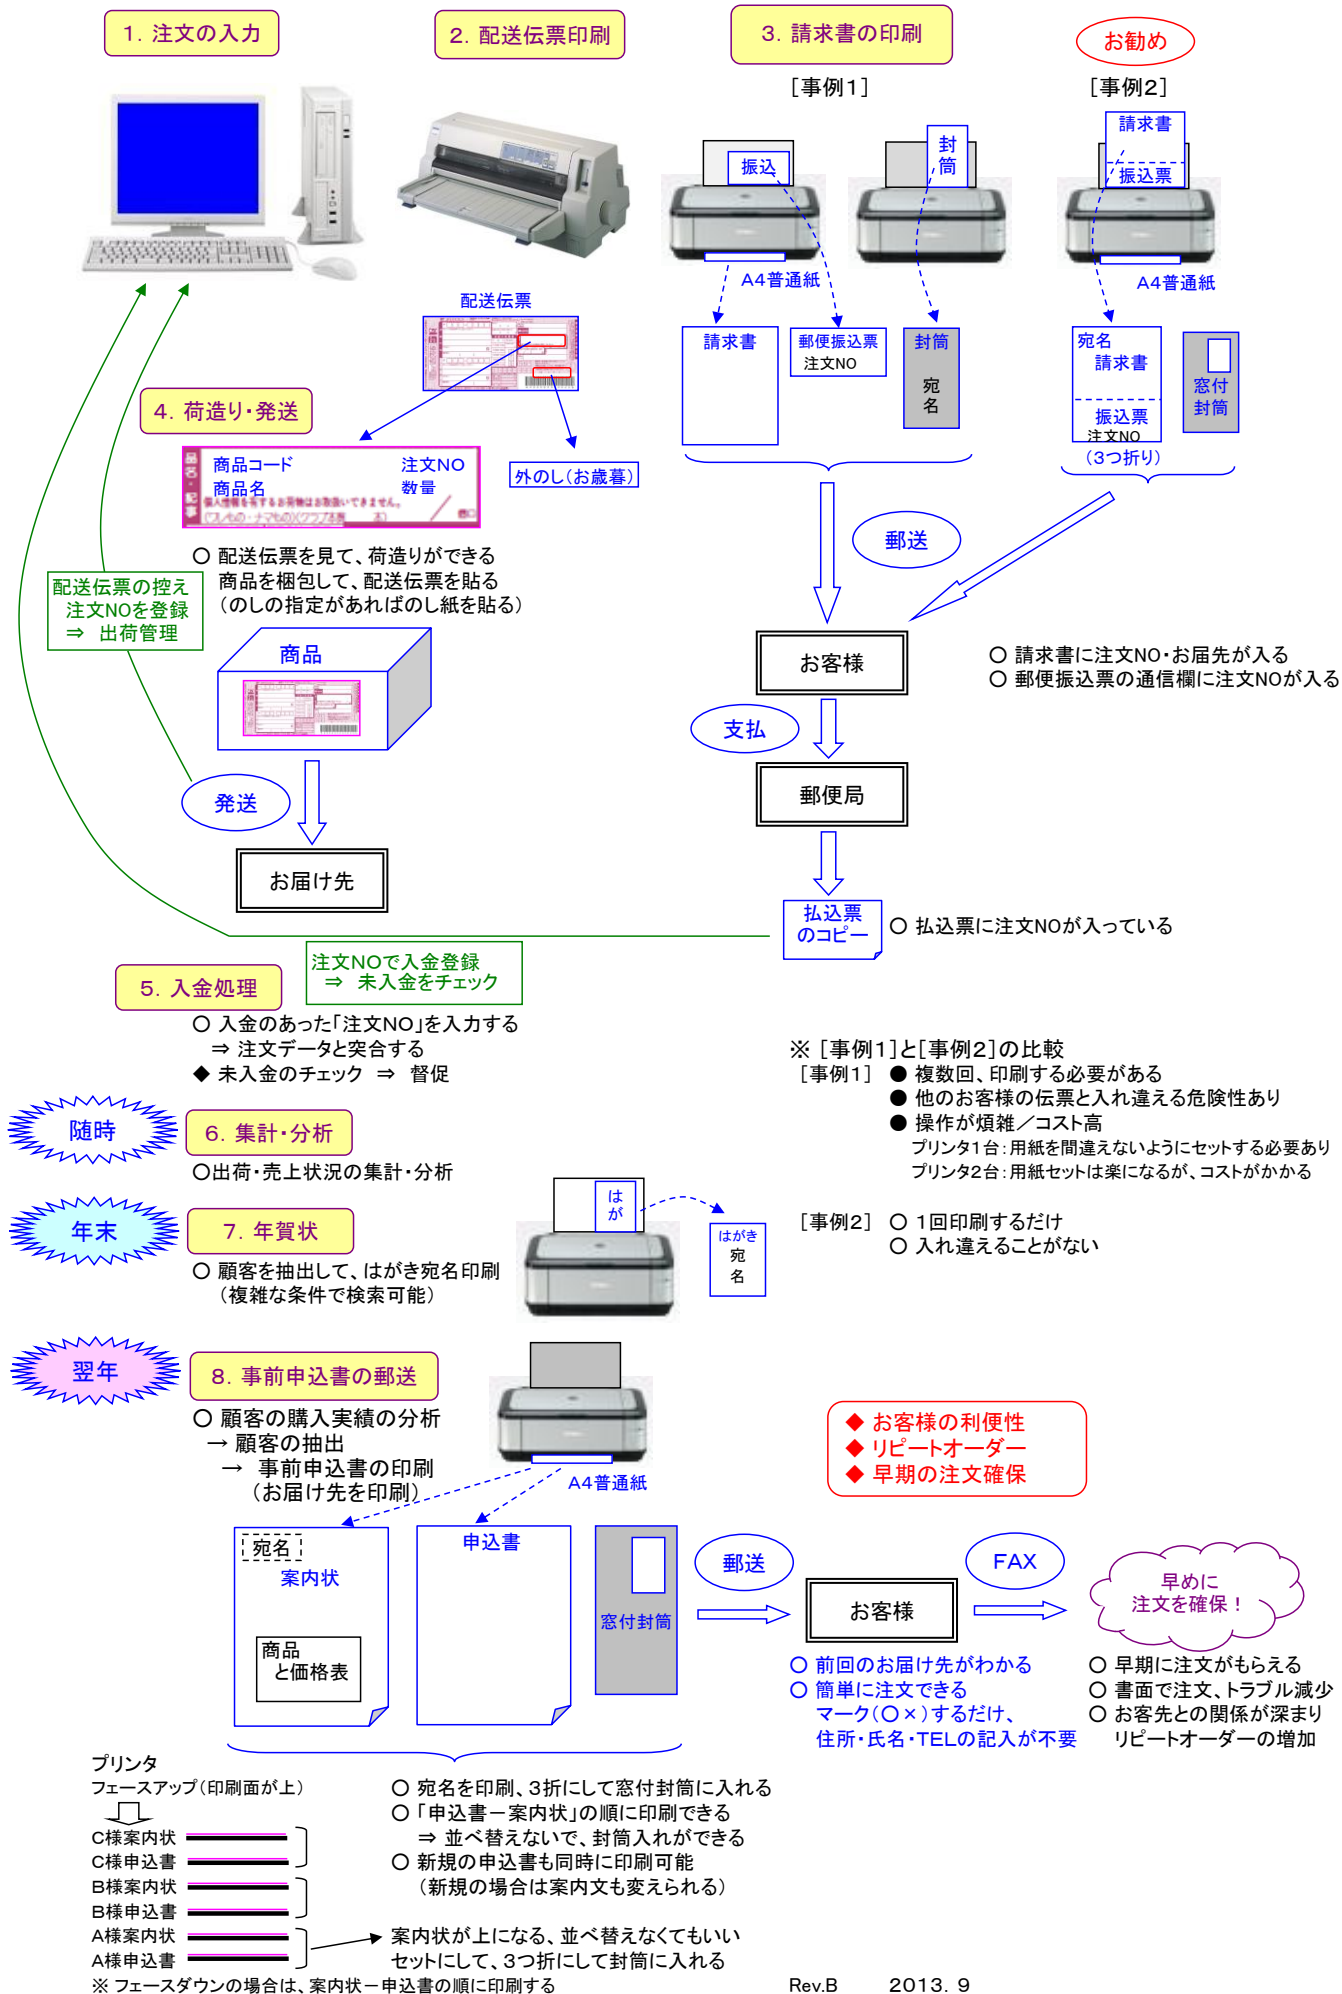 1．注文の入力
2．配送伝票印刷
3．請求書の印刷
お勧め
［事例1］
［事例2］
振込
封
筒
請求書
振込票
A4普通紙
A4普通紙
配送伝票
請求書
郵便振込票
注文NO
封筒
宛
名
宛名
請求書
振込票
注文NO
（3つ折り）
窓付
封筒
4．荷造り・発送
品名・記事
商品コード
注文NO
商品名
数量
個人情報を有するお荷物はお取扱いできません。
外のし（お歳暮）
郵送
○ 配送伝票を見て、荷造りができる
商品を梱包して、配送伝票を貼る
（のしの指定があればのし紙を貼る）
配送伝票の控え
注文NOを登録
⇒ 出荷管理
商品
お客様
○ 請求書に注文NO・お届先が入る
○ 郵便振込票の通信欄に注文NOが入る
支払
発送
郵便局
お届け先
払込票
のコピー
○ 払込票に注文NOが入っている
注文NOで入金登録
⇒ 未入金をチェック
5．入金処理
○ 入金のあった「注文NO」を入力する
⇒ 注文データと突合する
◆ 未入金のチェック ⇒ 督促
※［事例1］と［事例2］の比較
［事例1］ ● 複数回、印刷する必要がある
● 他のお客様の伝票と入れ違える危険性あり
● 操作が煩雑／コスト高
プリンタ1台：用紙を間違えないようにセットする必要あり
プリンタ2台：用紙セットは楽になるが、コストがかかる
［事例2］ ○ 1回印刷するだけ
○ 入れ違えることがない
随時
6．集計・分析
○出荷・売上状況の集計・分析
年末
7．年賀状
○ 顧客を抽出して、はがき宛名印刷
（複雑な条件で検索可能）
は
が
はがき
宛
名
翌年
8．事前申込書の郵送
○ 顧客の購入実績の分析
→ 顧客の抽出
→ 事前申込書の印刷
（お届け先を印刷）
A4普通紙
◆ お客様の利便性
◆ リピートオーダー
◆ 早期の注文確保
宛名
案内状
商品
と価格表
申込書
窓付封筒
郵送
お客様
FAX
早めに
注文を確保！
○ 前回のお届け先がわかる
○ 簡単に注文できる
マーク（○×）するだけ、
住所・氏名・TELの記入が不要
○ 早期に注文がもらえる
○ 書面で注文、トラブル減少
○ お客先との関係が深まり
リピートオーダーの増加
プリンタ
フェースアップ（印刷面が上）
C様案内状
C様申込書
B様案内状
B様申込書
A様案内状
A様申込書
○ 宛名を印刷、3折にして窓付封筒に入れる
○ 「申込書－案内状」の順に印刷できる
⇒ 並べ替えないで、封筒入れができる
○ 新規の申込書も同時に印刷可能
（新規の場合は案内文も変えられる）
案内状が上になる、並べ替えなくてもいい
セットにして、3つ折にして封筒に入れる
※ フェースダウンの場合は、案内状－申込書の順に印刷する
Rev.B 2013．9